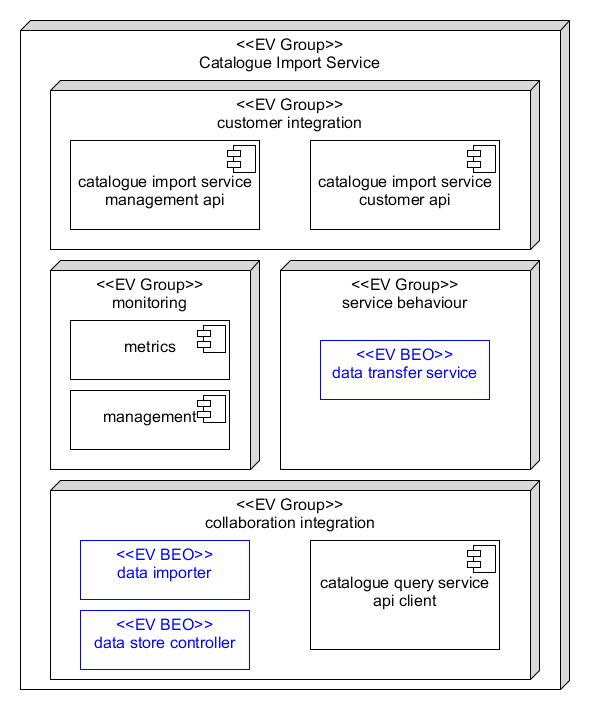 <<EV Group>>
Catalogue Import Service
<<EV Group>>
customer integration
catalogue import service
management api
catalogue import service
customer api
<<EV Group>>
monitoring
metrics
management
<<EV Group>>
service behaviour
<<EV BEO>>
data transfer service
<<EV Group>>
collaboration integration
<<EV BEO>>
data importer
<<EV BEO>>
data store controller
catalogue query service
api client